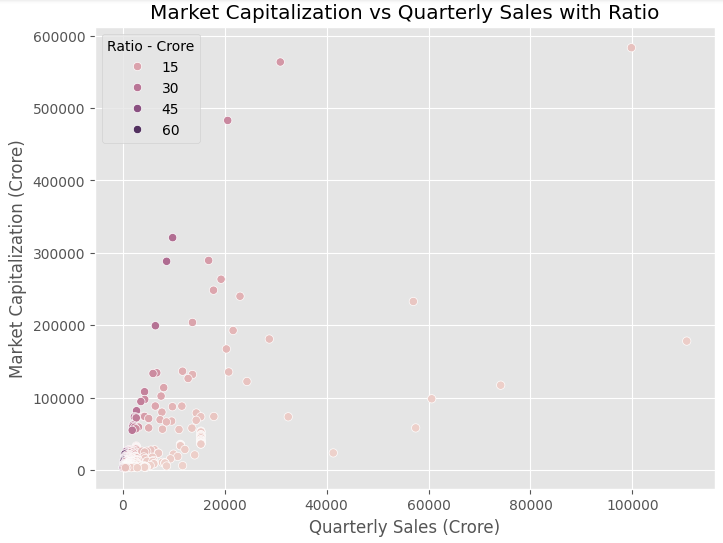 Market Capitalization vs Quarterly Sales with Ratio
Ratio - Crore
15
30
45
60
600000
500000
400000
300000
200000
100000
0
Market Capitalization (Crore)
0 20000 40000 60000 80000 100000
Quarterly Sales (Crore)